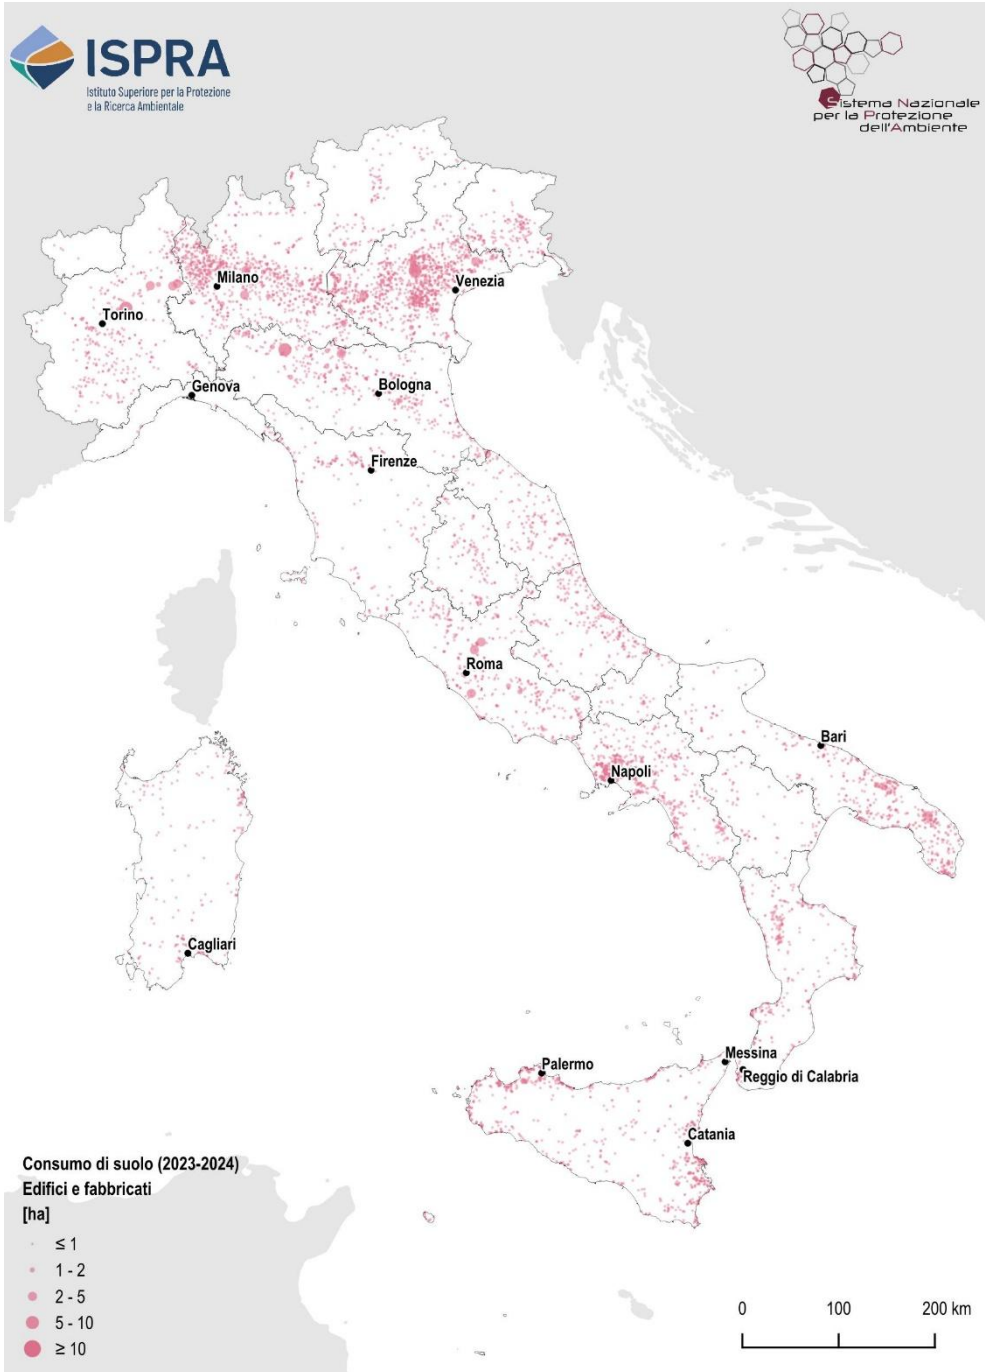 ISPRA
Istituto Superiore per la Protezione
e la Ricerca Ambientale
Sistema Nazionale
per la Protezione
dell'Ambiente
Milano
Venezia
Torino
Genova
Bologna
Firenze
Roma
Bari
Napoli
Cagliari
Messina
Palermo
Reggio di Calabria
Catania
Consumo di suolo (2023-2024)
Edifici e fabbricati
[ha]
≤ 1
1 - 2
2 - 5
5 - 10
≥ 10
0 100 200 km